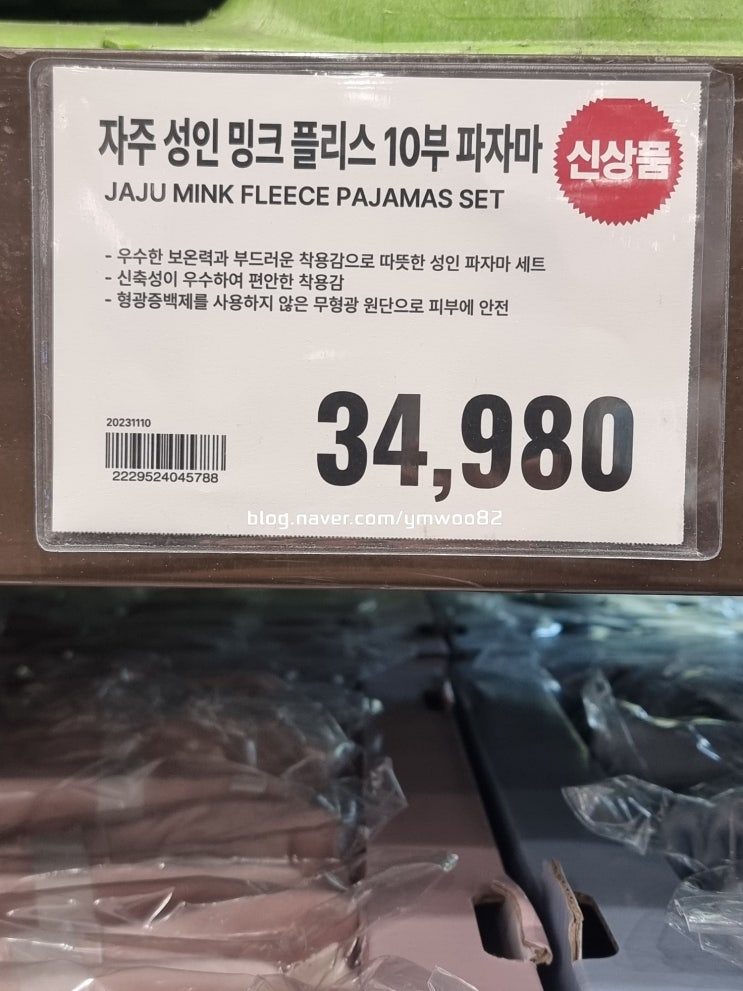 자주 성인 밍크 플리스 10부 파자마
신상품
JAJU MINK FLEECE PAJAMAS SET
- 우수한 보온력과 부드러운 착용감으로 따뜻한 성인 파자마 세트
- 신축성이 우수하여 편안한 착용감
- 형광증백제를 사용하지 않은 무형광 원단으로 피부에 안전
20231110
34,980
2229524045788
blog.naver.com/ymwoo82